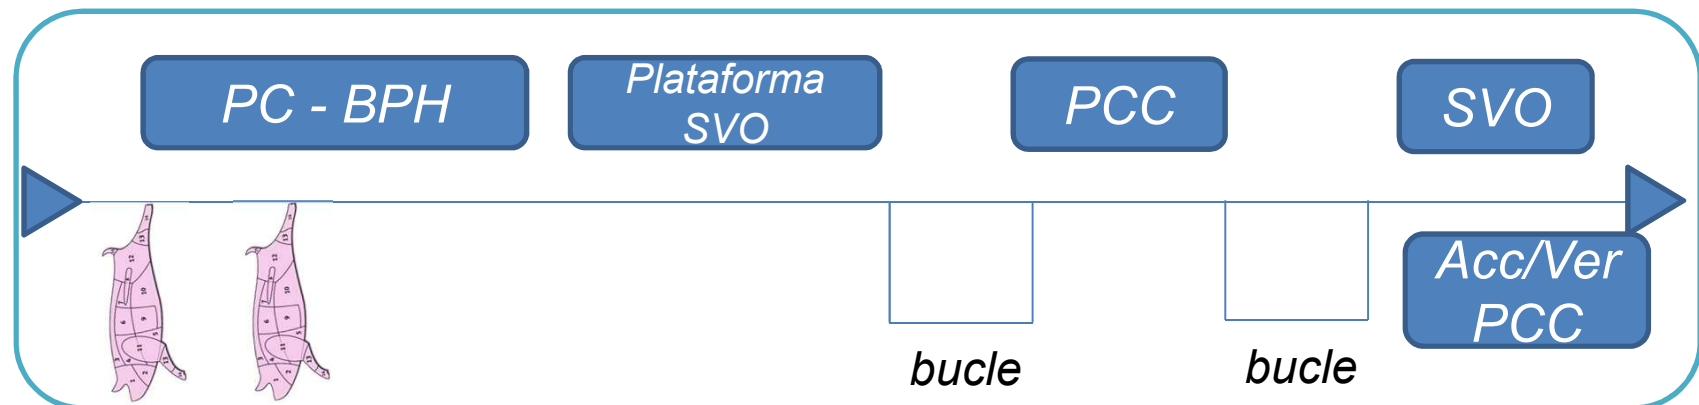 PC - BPH
Plataforma
SVO
PCC
SVO
Acc/Ver
PCC
bucle
bucle